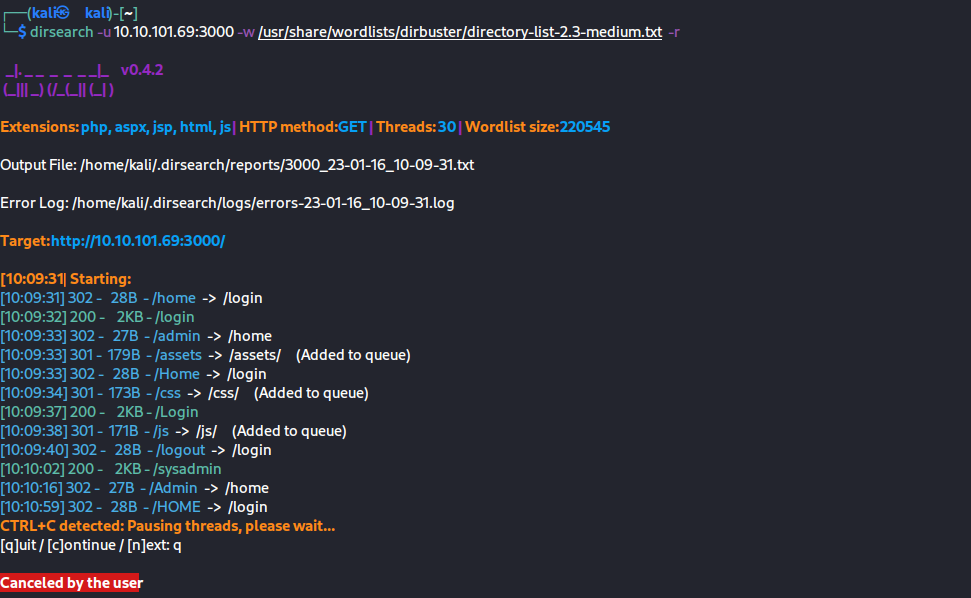 ┌──(kali㉿kali)-[~]
└─$ dirsearch -u 10.10.101.69:3000 -w /usr/share/wordlists/dirbuster/directory-list-2.3-medium.txt -r
_|. _ _  _  _  _ _|_    v0.4.2
(_||| _) (/_(_|| (_| )
Extensions: php, aspx, jsp, html, js | HTTP method: GET | Threads: 30 | Wordlist size: 220545
Output File: /home/kali/.dirsearch/reports/3000_23-01-16_10-09-31.txt
Error Log: /home/kali/.dirsearch/logs/errors-23-01-16_10-09-31.log
Target: http://10.10.101.69:3000/
[10:09:31] Starting:
[10:09:31] 302 - 28B - /home -> /login
[10:09:32] 200 - 2KB - /login
[10:09:33] 302 - 27B - /admin -> /home
[10:09:33] 301 - 179B - /assets -> /assets/ (Added to queue)
[10:09:33] 302 - 28B - /Home -> /login
[10:09:34] 301 - 173B - /css -> /css/ (Added to queue)
[10:09:37] 200 - 2KB - /Login
[10:09:38] 301 - 171B - /js -> /js/ (Added to queue)
[10:09:40] 302 - 28B - /logout -> /login
[10:10:02] 200 - 2KB - /sysadmin
[10:10:16] 302 - 27B - /Admin -> /home
[10:10:59] 302 - 28B - /HOME -> /login
CTRL+C detected: Pausing threads, please wait...
[q]uit / [c]ontinue / [n]ext: q
Canceled by the user